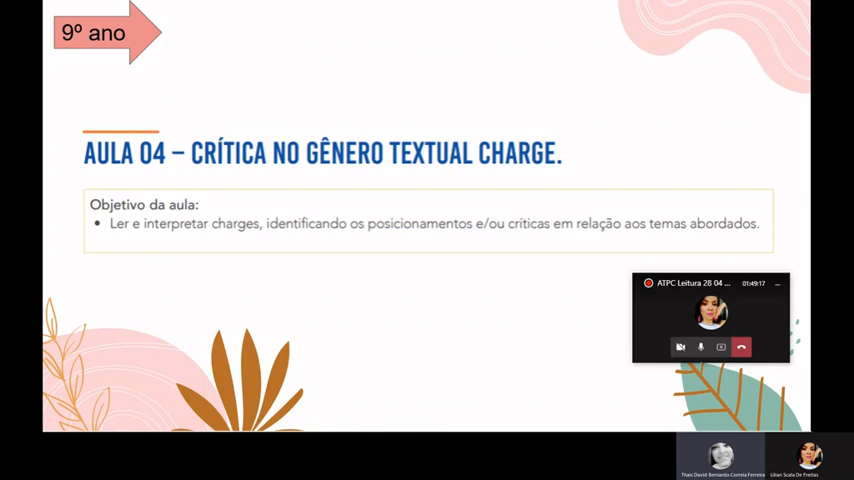 9º ano
AULA 04 – CRÍTICA NO GÊNERO TEXTUAL CHARGE.
Objetivo da aula:
• Ler e interpretar charges, identificando os posicionamentos e/ou críticas em relação aos temas abordados.
ATPC Leitura 28 04 ... 01:49:17
Thais David Bernardo Correia Ferreira
Lilian Scala De Freitas